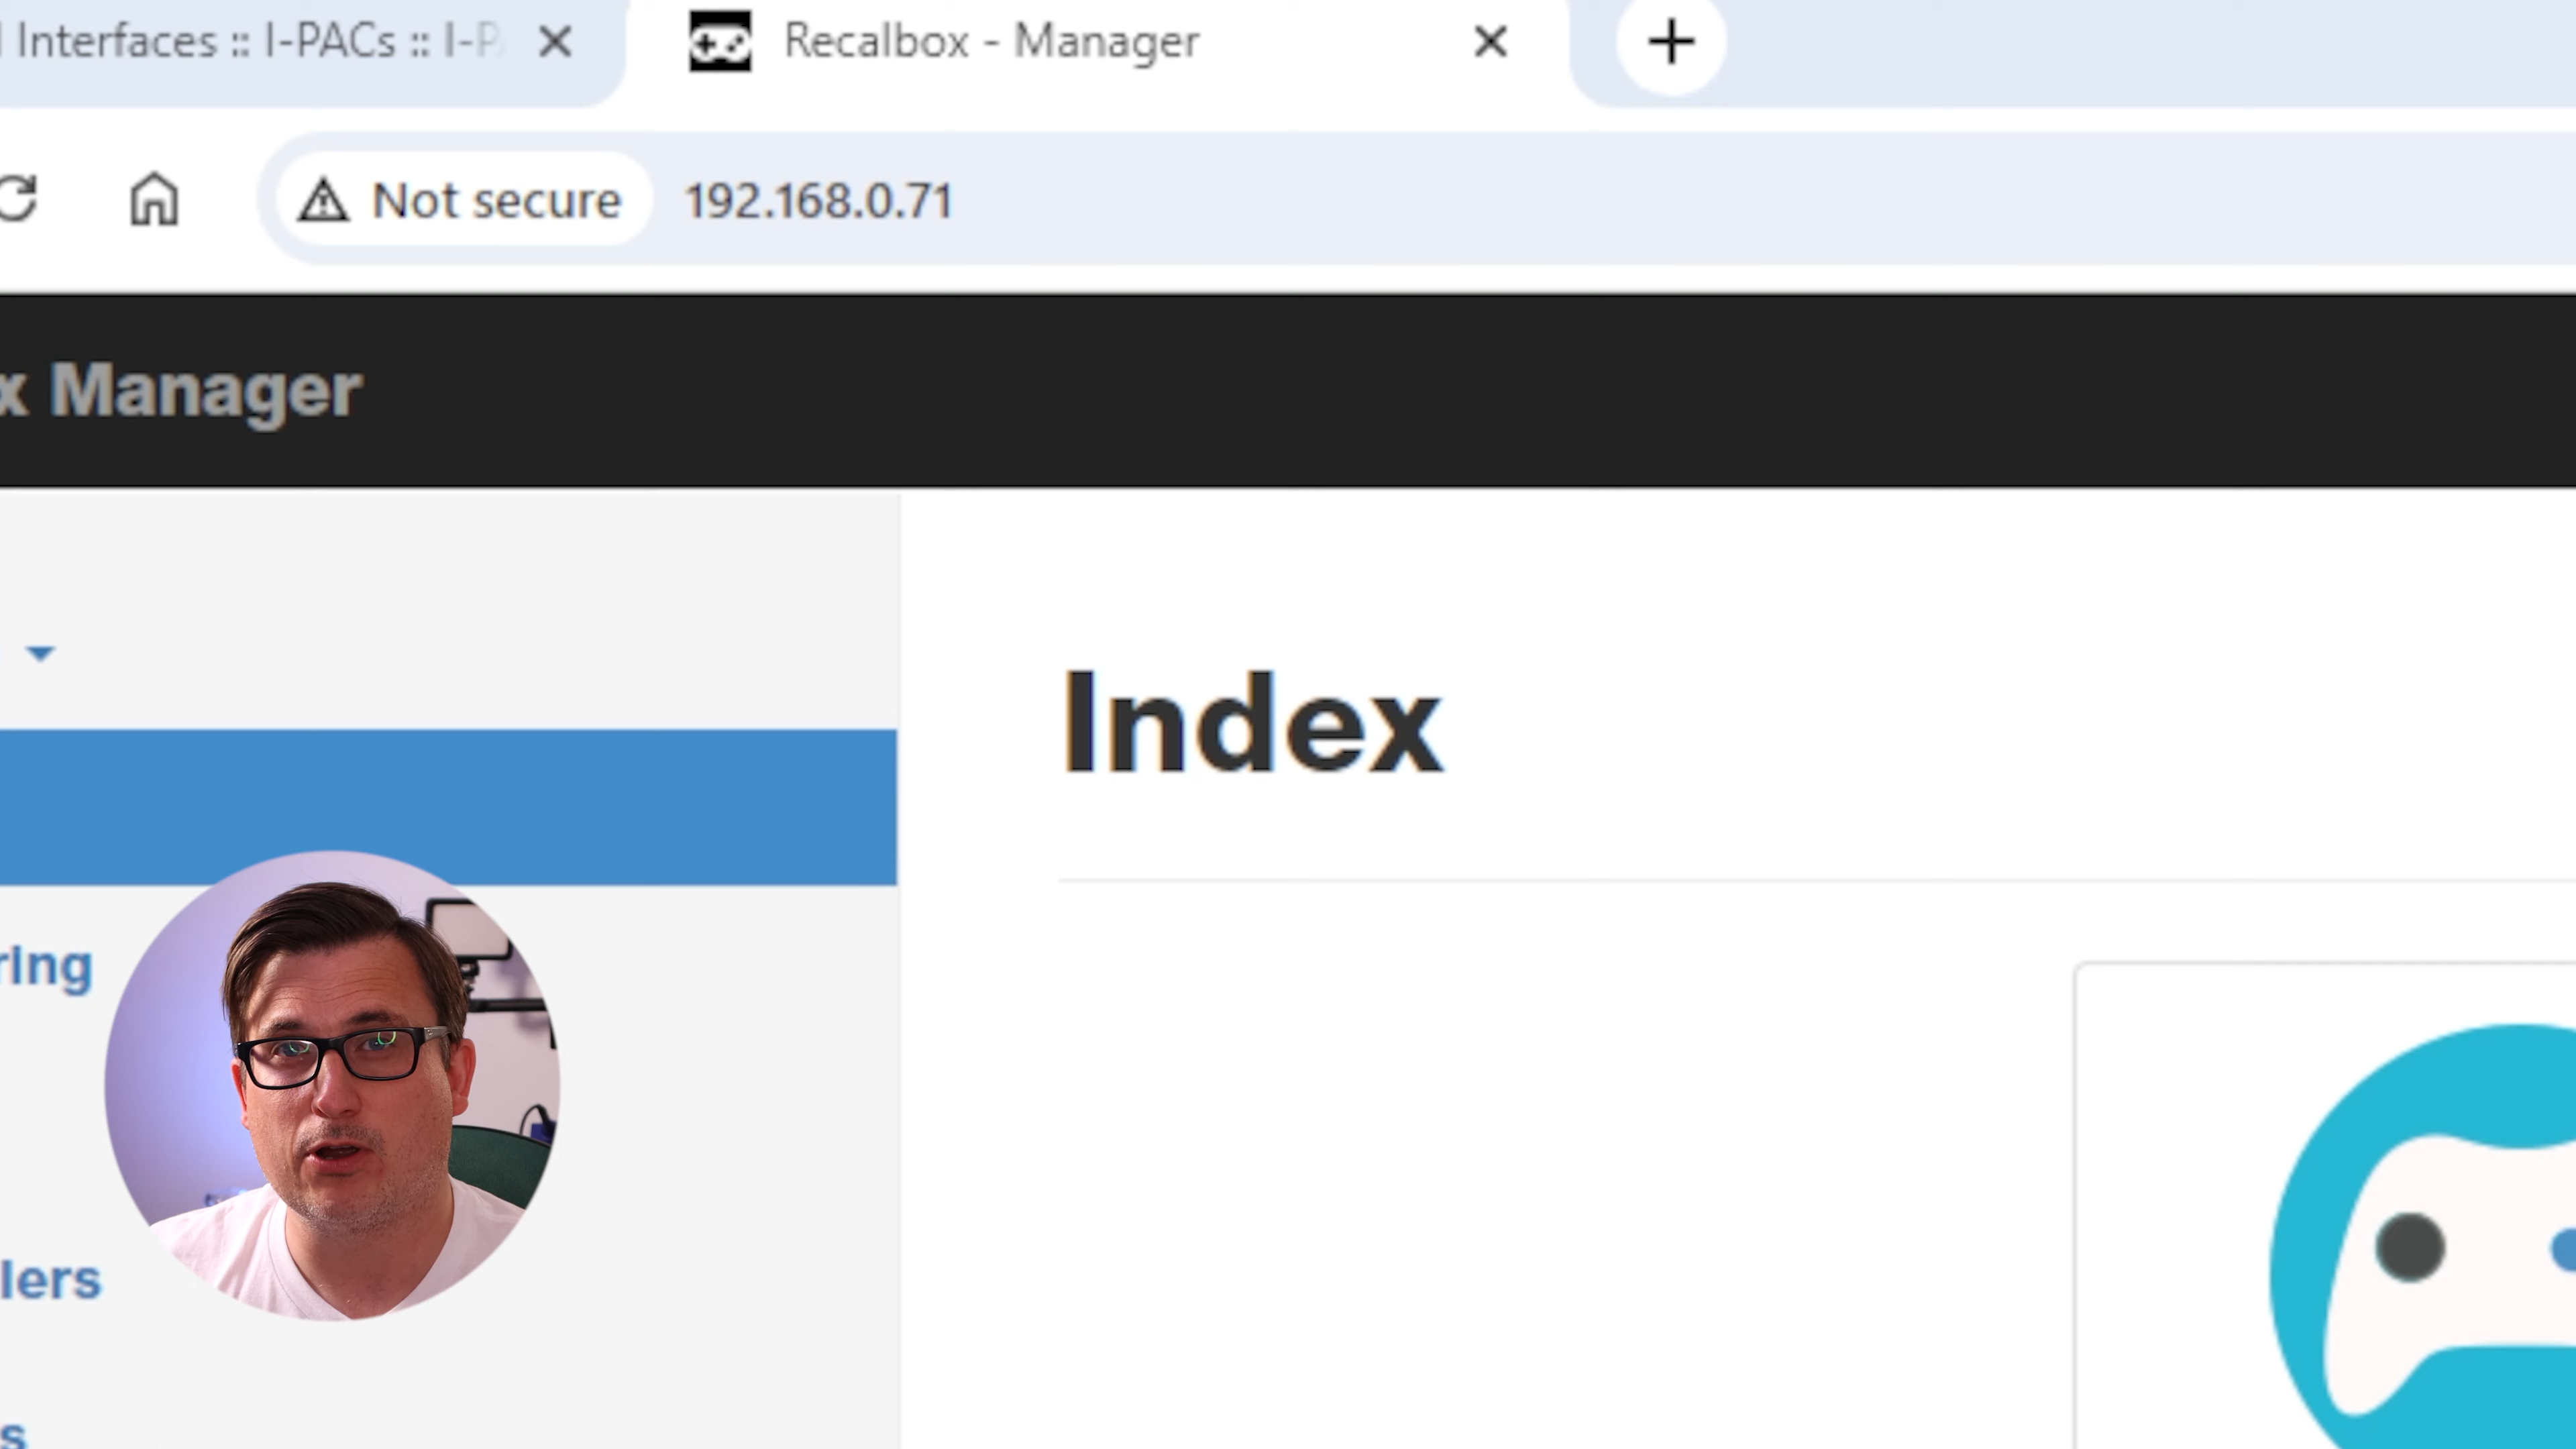 Interfaces :: I-PACs :: I-P
Recalbox - Manager
Not secure
192.168.0.71
x Manager
Index
ring
lers
s